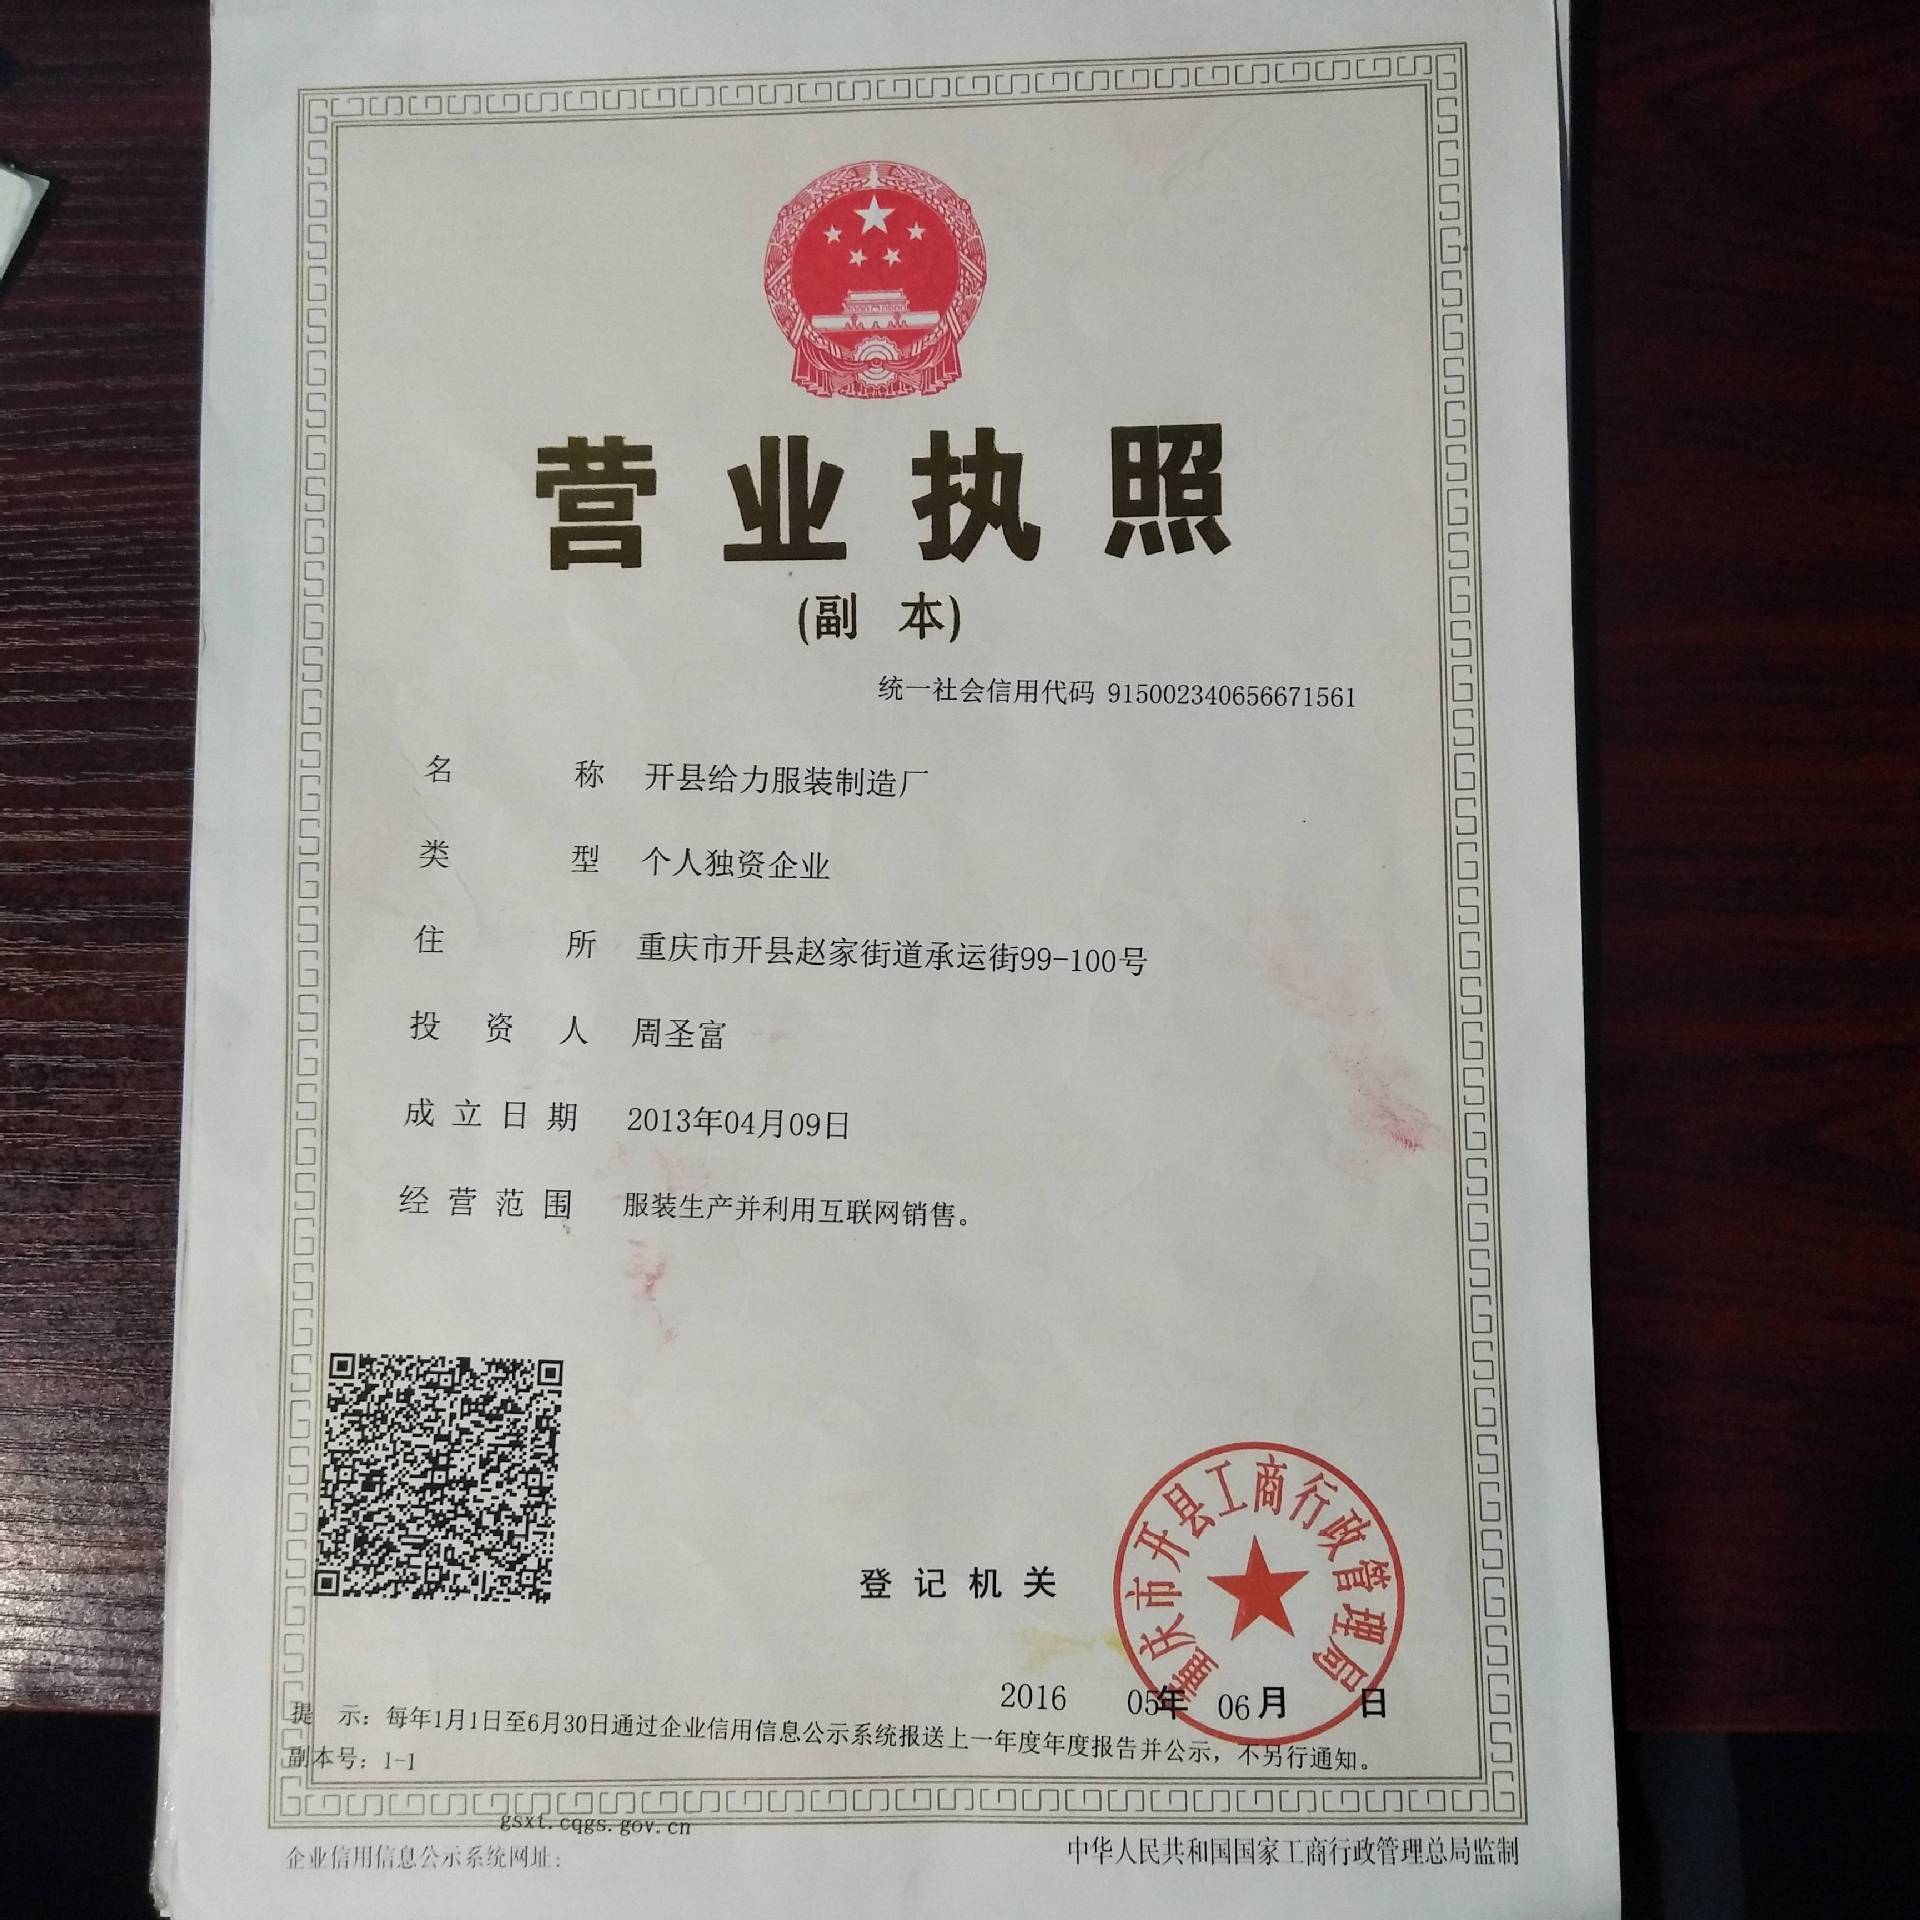 营业执照
(副 本)
统一社会信用代码 915002340656671561
名 称 开县给力服装制造厂
类 型 个人独资企业
住 所 重庆市开县赵家街道承运街99-100号
投 资 人 周圣富
成 立 日 期 2013年04月09日
经 营 范 围 服装生产并利用互联网销售。
登 记 机 关
重庆市开县工商行政管理局
2016 05年 06月 日
提 示：每年1月1日至6月30日通过企业信用信息公示系统报送上一年度年度报告并公示，不另行通知。
副本号：1-1
gsxt.cqgs.gov.cn
企业信用信息公示系统网址：
中华人民共和国国家工商行政管理总局监制